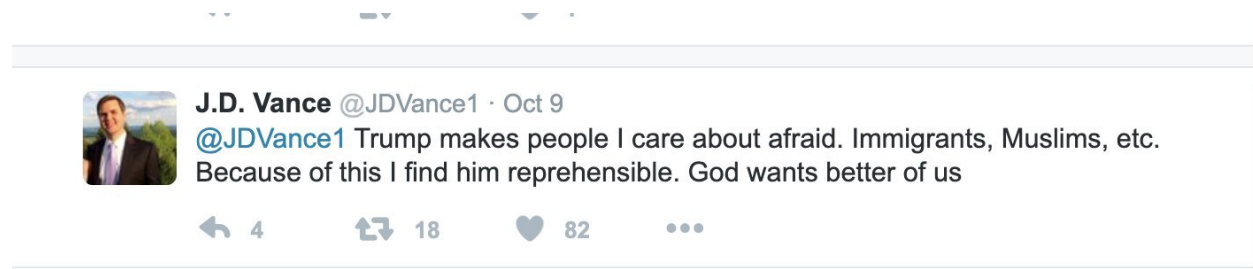 J.D. Vance @JDVance1 · Oct 9
@JDVance1 Trump makes people I care about afraid. Immigrants, Muslims, etc.
Because of this I find him reprehensible. God wants better of us
4 18 82